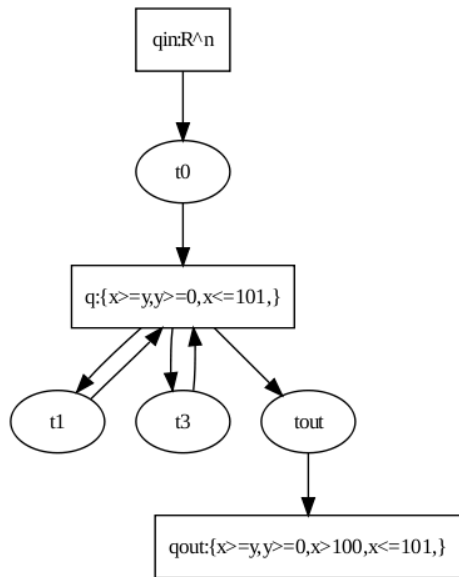 qin:R^n
t0
q:{x>=y,y>=0,x<=101,}
t1
t3
tout
qout:{x>=y,y>=0,x>100,x<=101,}